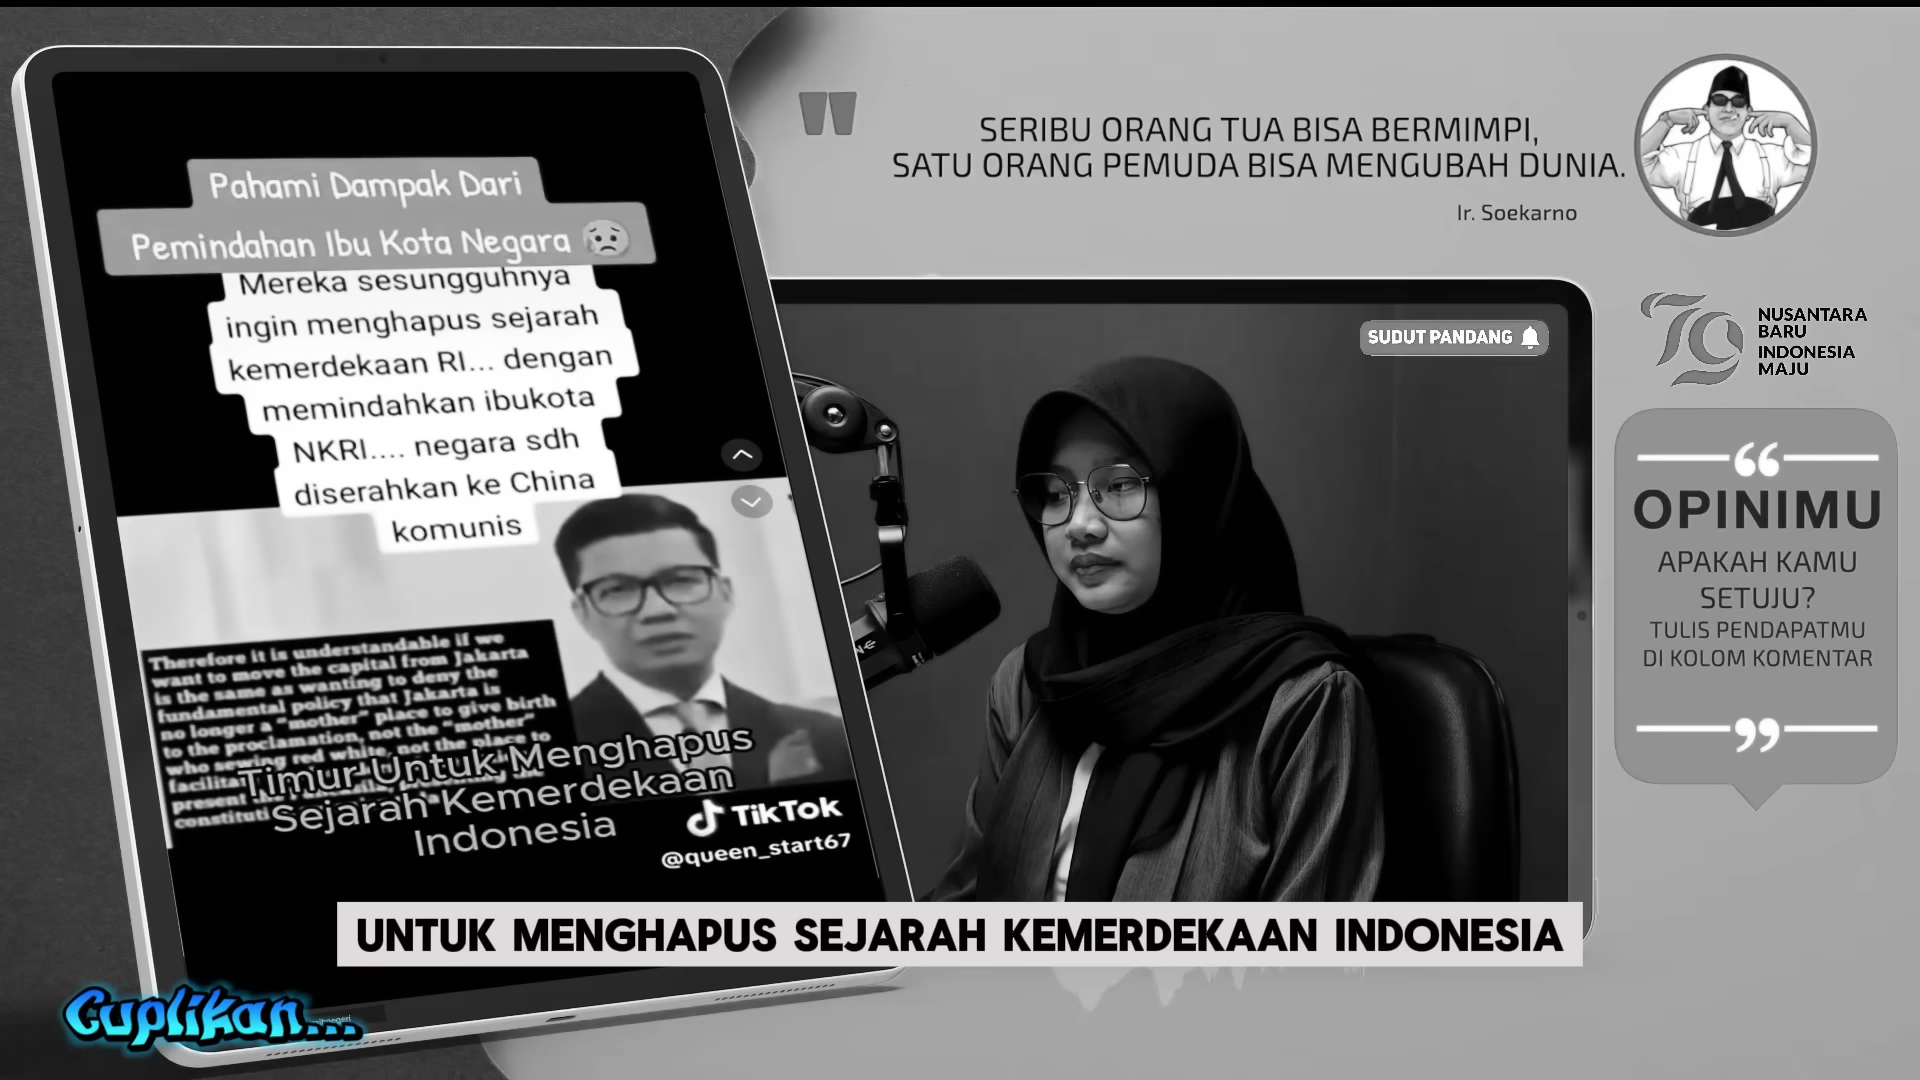 SERIBU ORANG TUA BISA BERMIMPI,
SATU ORANG PEMUDA BISA MENGUBAH DUNIA.
Ir. Soekarno
Pahami Dampak Dari
Pemindahan Ibu Kota Negara 😥
Mereka sesungguhnya
ingin menghapus sejarah
kemerdekaan RI... dengan
memindahkan ibukota
NKRI.... negara sdh
diserahkan ke China
komunis
Therefore it is understandable if we
want to move the capital from Jakarta
is the same as wanting to deny the
fundamental policy that Jakarta is
no longer a "mother" place to give birth
to the proclamation, not the "mother"
who sewing red white, not the place to
facilitat
present
constituti
Timur Untuk Menghapus
Sejarah Kemerdekaan
Indonesia
TikTok
@queen_start67
SUDUT PANDANG
79 NUSANTARA
BARU
INDONESIA
MAJU
OPINIMU
APAKAH KAMU
SETUJU?
TULIS PENDAPATMU
DI KOLOM KOMENTAR
UNTUK MENGHAPUS SEJARAH KEMERDEKAAN INDONESIA
Cuplikan...